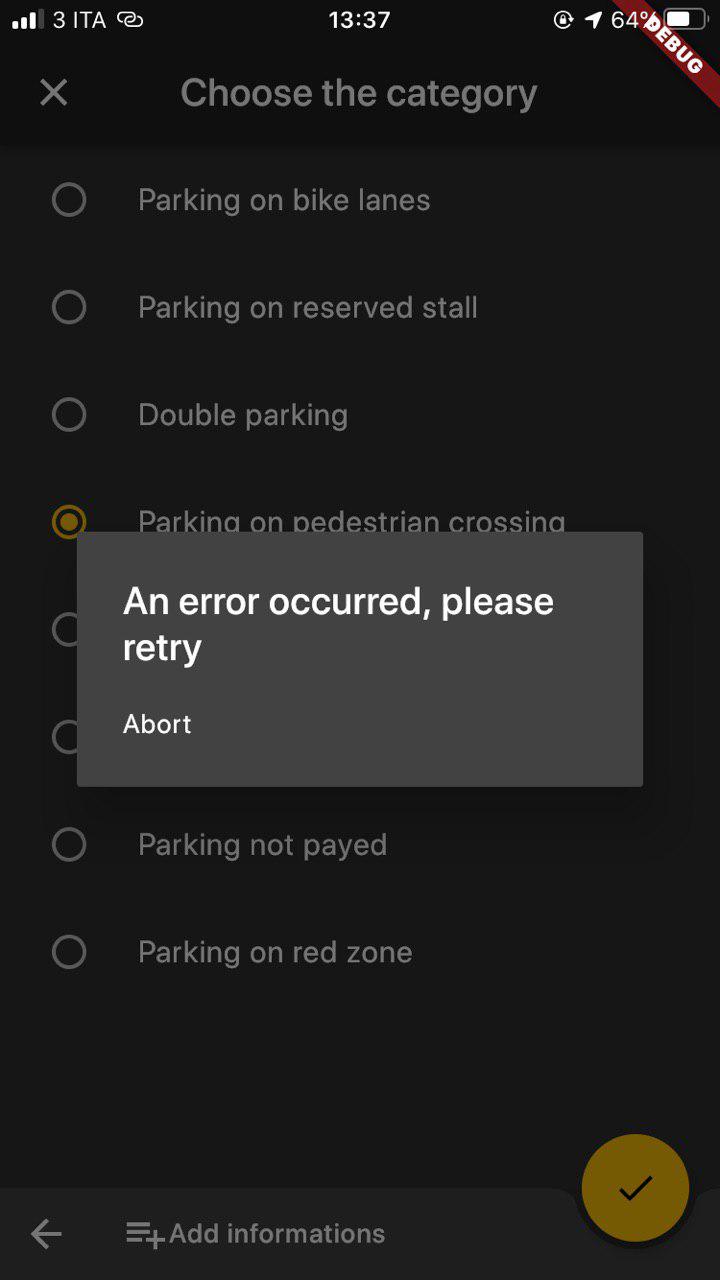 3 ITA
13:37
64%
DEBUG
Choose the category
Parking on bike lanes
Parking on reserved stall
Double parking
Parking on pedestrian crossing
An error occurred, please
retry
Abort
Parking not payed
Parking on red zone
Add informations